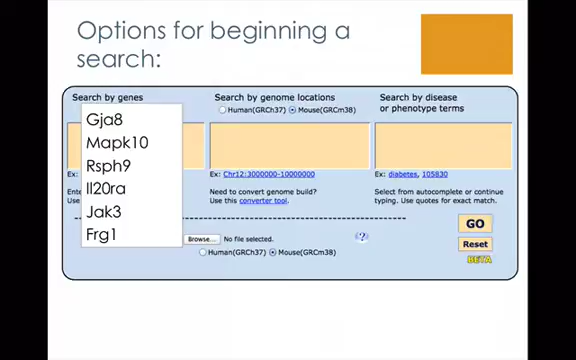 Options for beginning a
search:
Search by genes
Gja8
Mapk10
Rsph9
Il20ra
Jak3
Frg1
Ex:
Ente
Use
Search by genome locations
Human(GRCh37) Mouse(GRCm38)
Ex: Chr12:3000000-10000000
Need to convert genome build?
Use this converter tool.
Search by disease
or phenotype terms
Ex: diabetes, 105830
Select from autocomplete or continue
typing. Use quotes for exact match.
Browse... No file selected.
(?)
Human(GRCh37) Mouse(GRCm38)
GO
Reset
BETA